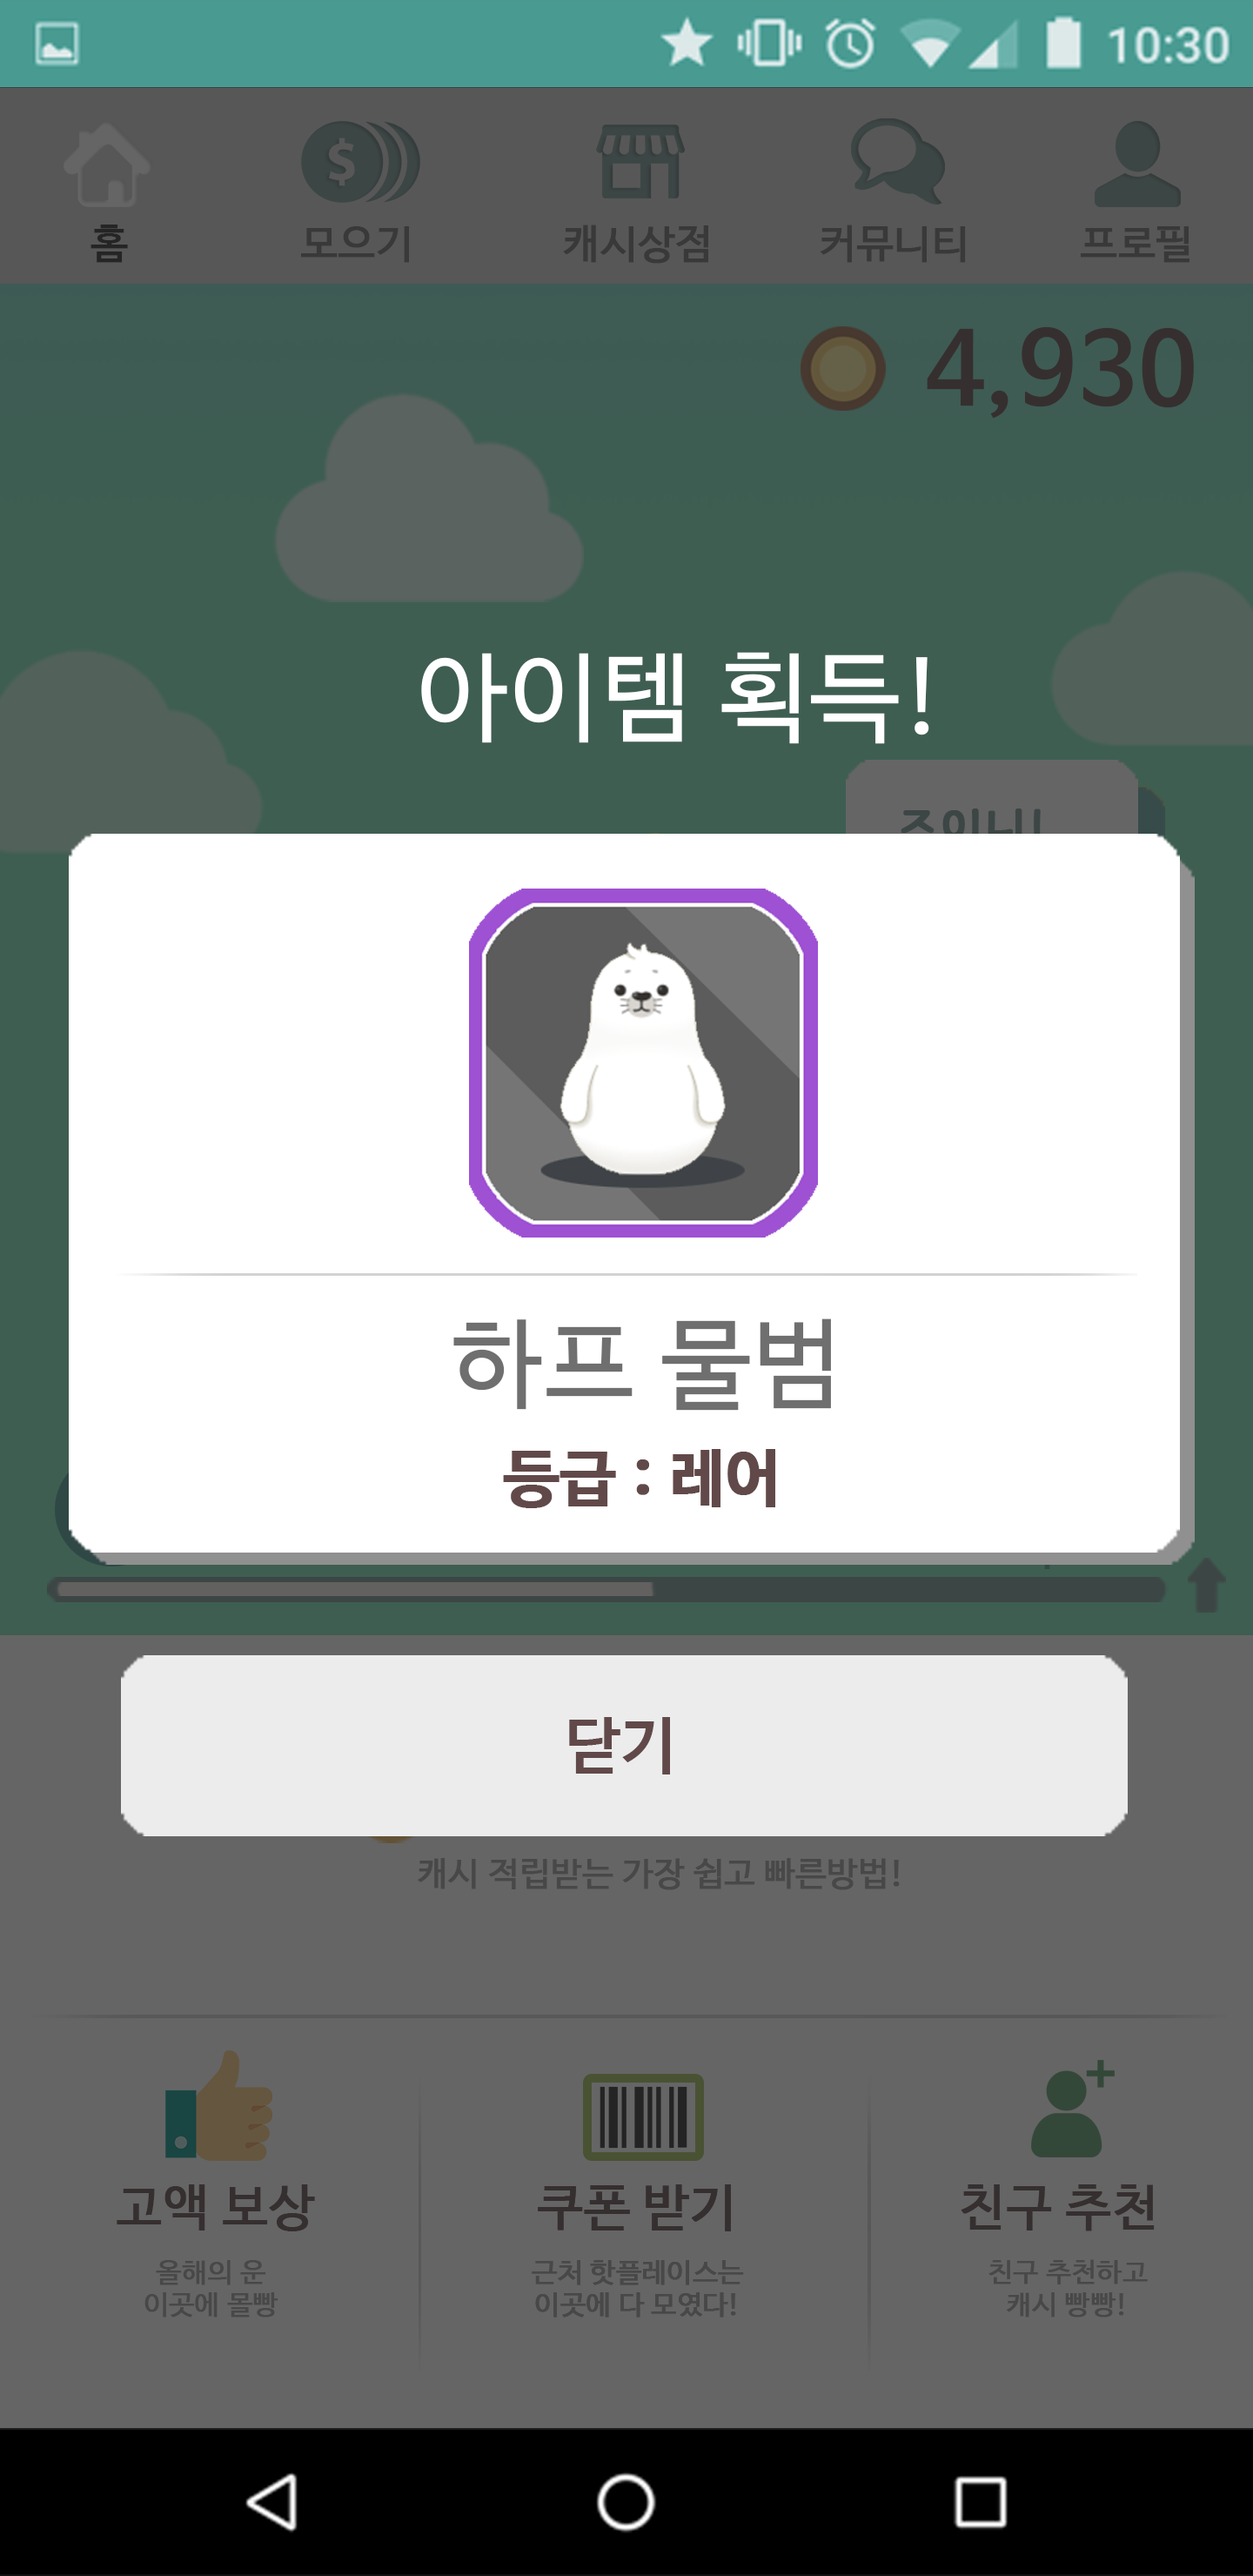 10:30
홈 모으기 캐시상점 커뮤니티 프로필
4,930
아이템 획득!
하프 물범
등급 : 레어
닫기
캐시 적립받는 가장 쉽고 빠른방법!
고액 보상 쿠폰 받기 친구 추천
올해의 운 근처 핫플레이스는 친구 추천하고
이곳에 몰빵 이곳에 다 모였다! 캐시 빵빵!